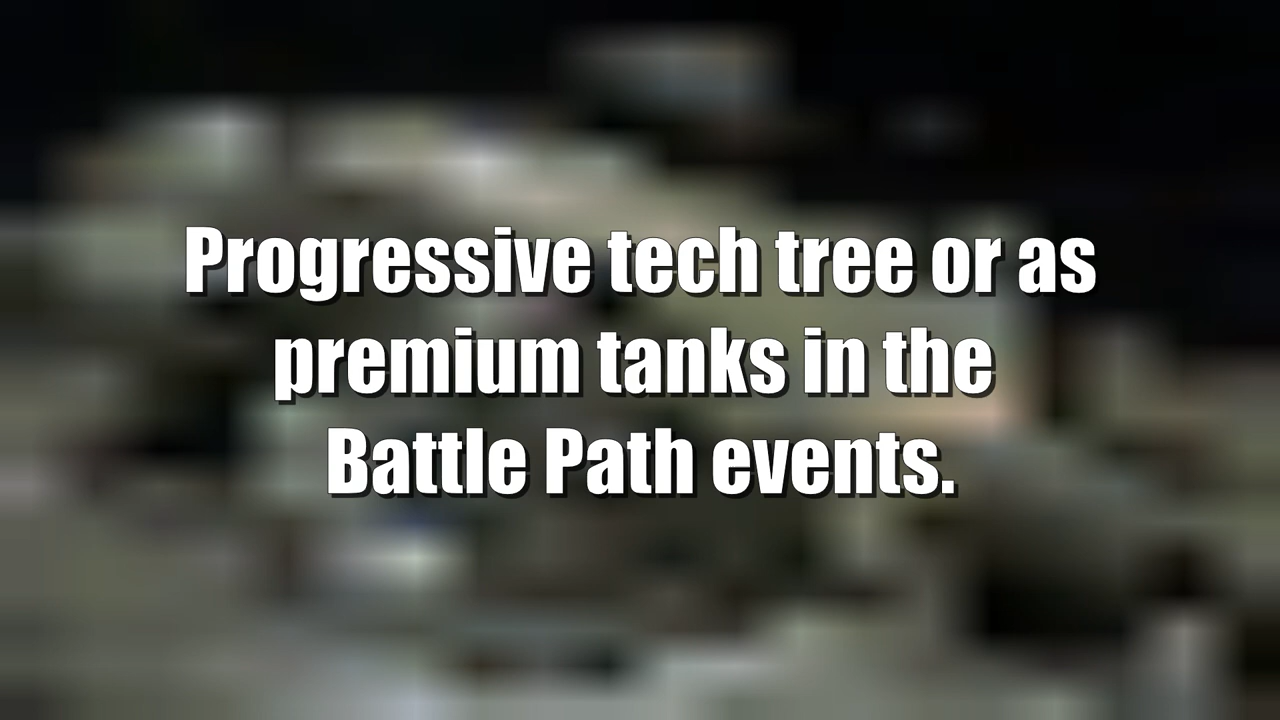 Progressive tech tree or as
premium tanks in the
Battle Path events.